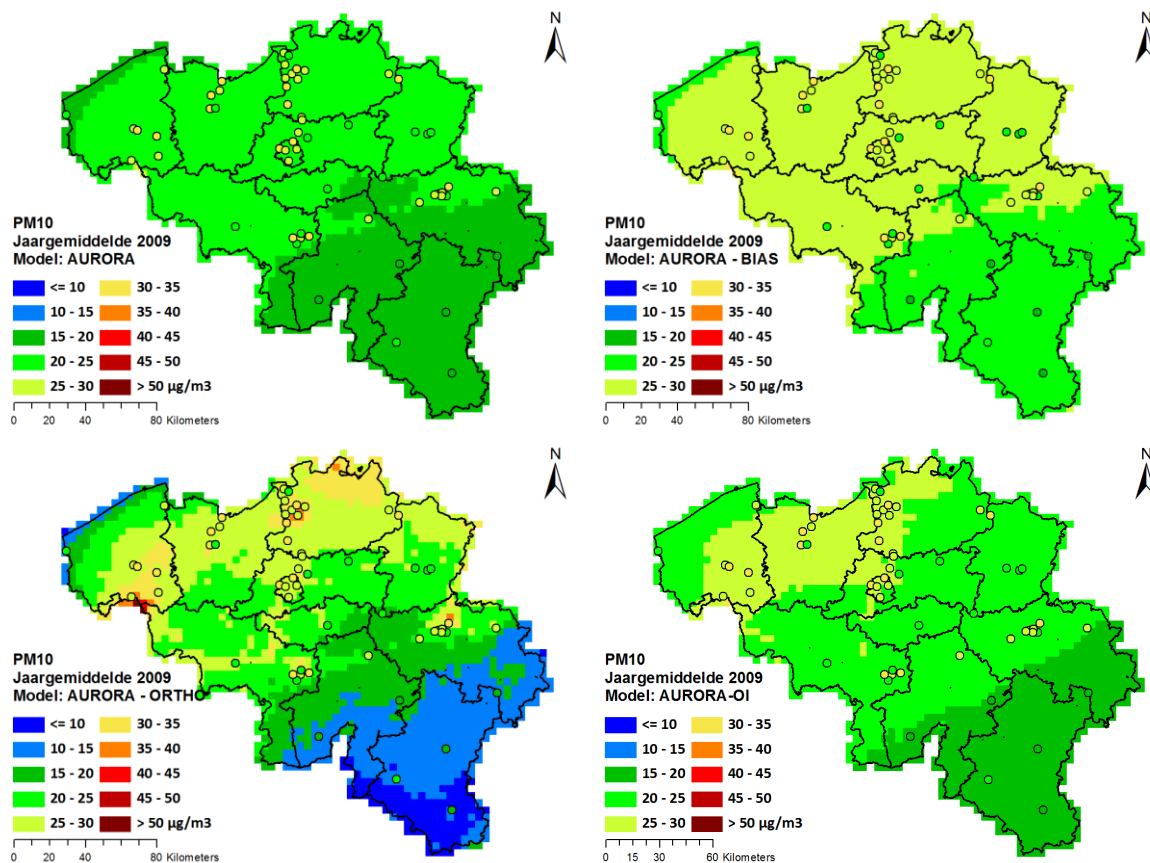 N
PM10
Jaargemiddelde 2009
Model: AURORA
<= 10
30 - 35
10 - 15
35 - 40
15 - 20
40 - 45
20 - 25
45 - 50
25 - 30
> 50 µg/m3
0 20 40 80 Kilometers
N
PM10
Jaargemiddelde 2009
Model: AURORA - BIAS
<= 10
30 - 35
10 - 15
35 - 40
15 - 20
40 - 45
20 - 25
45 - 50
25 - 30
> 50 µg/m3
0 20 40 80 Kilometers
N
PM10
Jaargemiddelde 2009
Model: AURORA - ORTHO
<= 10
30 - 35
10 - 15
35 - 40
15 - 20
40 - 45
20 - 25
45 - 50
25 - 30
> 50 µg/m3
0 20 40 80 Kilometers
N
PM10
Jaargemiddelde 2009
Model: AURORA-OI
<= 10
30 - 35
10 - 15
35 - 40
15 - 20
40 - 45
20 - 25
45 - 50
25 - 30
> 50 µg/m3
0 15 30 60 Kilometers